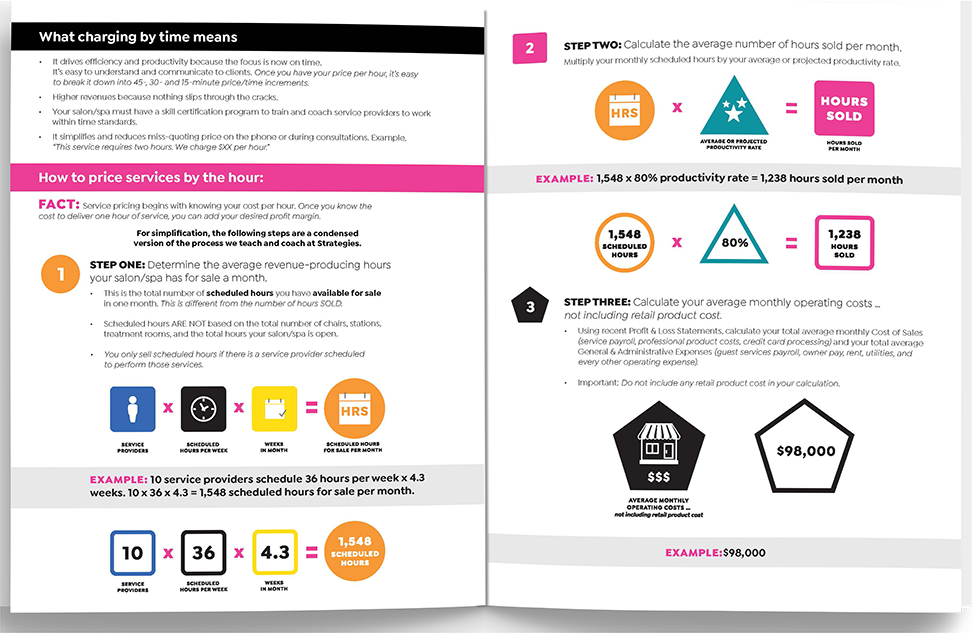 What charging by time means
• It drives efficiency and productivity because the focus is now on time.
It's easy to understand and communicate to clients. Once you have your price per hour, it's easy
to break it down into 45-, 30- and 15-minute price/time increments.
• Higher revenues because nothing slips through the cracks.
• Your salon/spa must have a skill certification program to train and coach service providers to work
within time standards.
• It simplifies and reduces miss-quoting price on the phone or during consultations. Example,
"This service requires two hours. We charge $XX per hour."
How to price services by the hour:
FACT: Service pricing begins with knowing your cost per hour. Once you know the
cost to deliver one hour of service, you can add your desired profit margin.
For simplification, the following steps are a condensed
version of the process we teach and coach at Strategies.
1
STEP ONE: Determine the average revenue-producing hours
your salon/spa has for sale a month.
• This is the total number of scheduled hours you have available for sale
in one month. This is different from the number of hours SOLD.
• Scheduled hours ARE NOT based on the total number of chairs, stations,
treatment rooms, and the total hours your salon/spa is open.
• You only sell scheduled hours if there is a service provider scheduled
to perform those services.
x x = HRS
SERVICE
PROVIDERS
SCHEDULED
HOURS PER WEEK
WEEKS
IN MONTH
SCHEDULED HOURS
FOR SALE PER MONTH
EXAMPLE: 10 service providers schedule 36 hours per week x 4.3
weeks. 10 x 36 x 4.3 = 1,548 scheduled hours for sale per month.
10 x 36 x 4.3 =
1,548
SCHEDULED
HOURS
SERVICE
PROVIDERS
SCHEDULED
HOURS PER WEEK
WEEKS
IN MONTH
2
STEP TWO: Calculate the average number of hours sold per month.
Multiply your monthly scheduled hours by your average or projected productivity rate.
HRS x =
HOURS
SOLD
AVERAGE OR PROJECTED
PRODUCTIVITY RATE
HOURS SOLD
PER MONTH
EXAMPLE: 1,548 x 80% productivity rate = 1,238 hours sold per month
1,548
SCHEDULED
HOURS
x 80% =
1,238
HOURS
SOLD
3
STEP THREE: Calculate your average monthly operating costs ...
not including retail product cost.
• Using recent Profit & Loss Statements, calculate your total average monthly Cost of Sales
(service payroll, professional product costs, credit card processing) and your total average
General & Administrative Expenses (guest services payroll, owner pay, rent, utilities, and
every other operating expense).
• Important: Do not include any retail product cost in your calculation.
$$$
$98,000
AVERAGE MONTHLY
OPERATING COSTS ...
not including retail product cost
EXAMPLE:$98,000